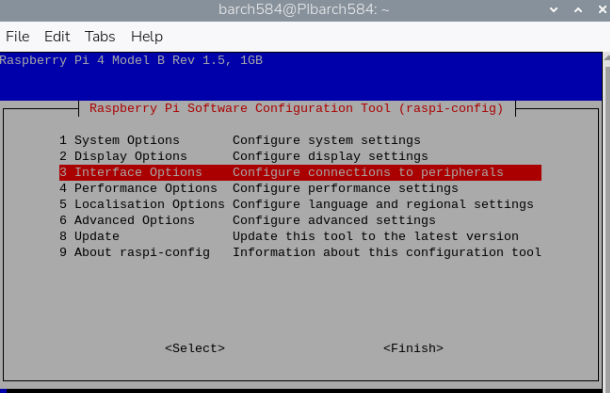 barch584@PIbarch584: ~
File Edit Tabs Help
Raspberry Pi 4 Model B Rev 1.5, 1GB
Raspberry Pi Software Configuration Tool (raspi-config)
1 System Options Configure system settings
2 Display Options Configure display settings
3 Interface Options Configure connections to peripherals
4 Performance Options Configure performance settings
5 Localisation Options Configure language and regional settings
6 Advanced Options Configure advanced settings
8 Update Update this tool to the latest version
9 About raspi-config Information about this configuration tool
<Select> <Finish>